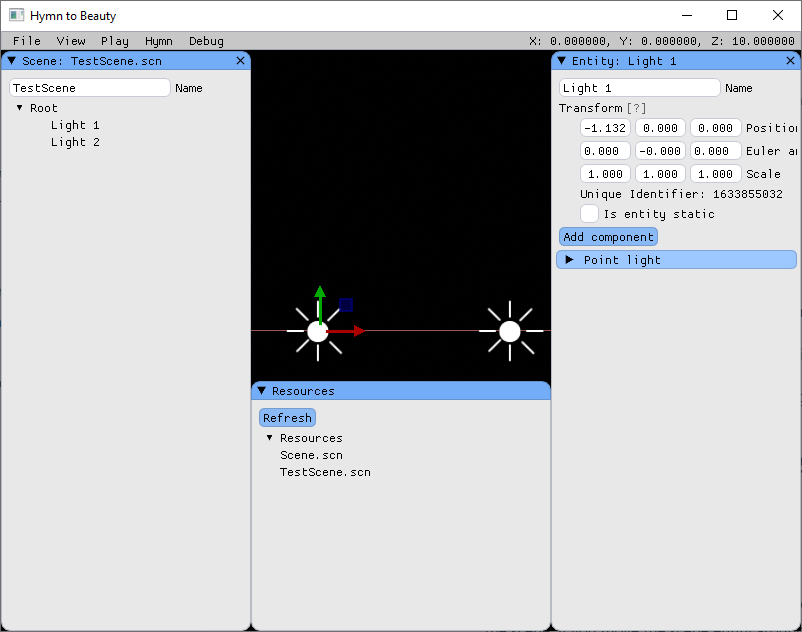 Hymn to Beauty
File View Play Hymn Debug X: 0.000000, Y: 0.000000, Z: 10.000000
Scene: TestScene.scn
TestScene Name
Root
Light 1
Light 2
Resources
Refresh
Resources
Scene.scn
TestScene.scn
Entity: Light 1
Light 1 Name
Transform [?]
-1.132 0.000 0.000 Position
0.000 -0.000 0.000 Euler
1.000 1.000 1.000 Scale
Unique Identifier: 1633855032
Is entity static
Add component
Point light